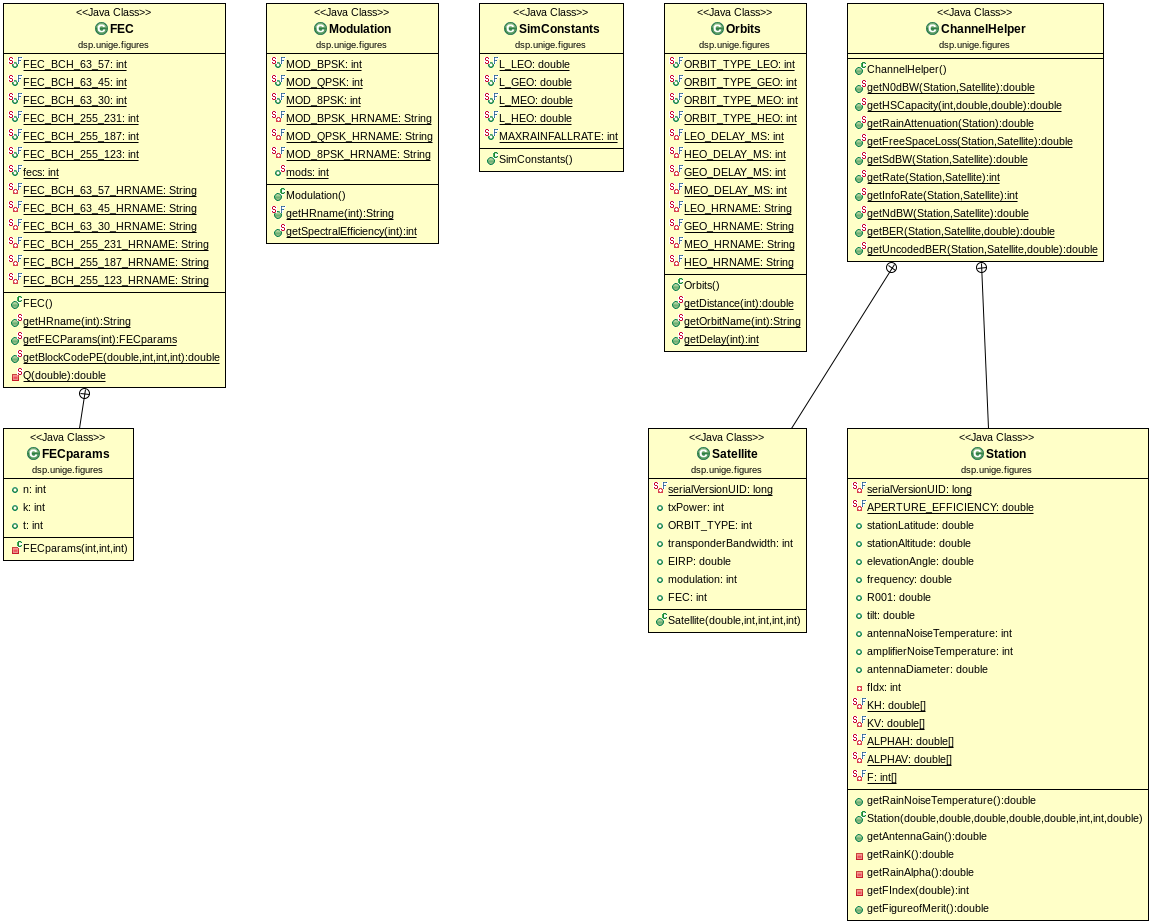 <<Java Class>>
FEC
dsp.unige.figures
FEC_BCH_63_57: int
FEC_BCH_63_45: int
FEC_BCH_63_30: int
FEC_BCH_255_231: int
FEC_BCH_255_187: int
FEC_BCH_255_123: int
fecs: int
FEC_BCH_63_57_HRNAME: String
FEC_BCH_63_45_HRNAME: String
FEC_BCH_63_30_HRNAME: String
FEC_BCH_255_231_HRNAME: String
FEC_BCH_255_187_HRNAME: String
FEC_BCH_255_123_HRNAME: String
FEC()
getHRname(int):String
getFECParams(int):FECparams
getBlockCodePE(double,int,int,int):double
Q(double):double
<<Java Class>>
Modulation
dsp.unige.figures
MOD_BPSK: int
MOD_QPSK: int
MOD_8PSK: int
MOD_BPSK_HRNAME: String
MOD_QPSK_HRNAME: String
MOD_8PSK_HRNAME: String
mods: int
Modulation()
getHRname(int):String
getSpectralEfficiency(int):int
<<Java Class>>
SimConstants
dsp.unige.figures
L_LEO: double
L_GEO: double
L_MEO: double
L_HEO: double
MAXRAINFALLRATE: int
SimConstants()
<<Java Class>>
Orbits
dsp.unige.figures
ORBIT_TYPE_LEO: int
ORBIT_TYPE_GEO: int
ORBIT_TYPE_MEO: int
ORBIT_TYPE_HEO: int
LEO_DELAY_MS: int
HEO_DELAY_MS: int
GEO_DELAY_MS: int
MEO_DELAY_MS: int
LEO_HRNAME: String
GEO_HRNAME: String
MEO_HRNAME: String
HEO_HRNAME: String
Orbits()
getDistance(int):double
getOrbitName(int):String
getDelay(int):int
<<Java Class>>
ChannelHelper
dsp.unige.figures
ChannelHelper()
getN0dBW(Station,Satellite):double
getHSCapacity(int,double,double):double
getRainAttenuation(Station):double
getFreeSpaceLoss(Station,Satellite):double
getSdBW(Station,Satellite):double
getRate(Station,Satellite):int
getInfoRate(Station,Satellite):int
getNdBW(Station,Satellite):double
getBER(Station,Satellite,double):double
getUncodedBER(Station,Satellite,double):double
<<Java Class>>
FECparams
dsp.unige.figures
n: int
k: int
t: int
FECparams(int,int,int)
<<Java Class>>
Satellite
dsp.unige.figures
serialVersionUID: long
txPower: int
ORBIT_TYPE: int
transponderBandwidth: int
EIRP: double
modulation: int
FEC: int
Satellite(double,int,int,int,int)
<<Java Class>>
Station
dsp.unige.figures
serialVersionUID: long
APERTURE_EFFICIENCY: double
stationLatitude: double
stationAltitude: double
elevationAngle: double
frequency: double
R001: double
tilt: double
antennaNoiseTemperature: int
amplifierNoiseTemperature: int
antennaDiameter: double
fIdx: int
KH: double[]
KV: double[]
ALPHAH: double[]
ALPHAV: double[]
F: int[]
getRainNoiseTemperature():double
Station(double,double,double,double,double,int,int,double)
getAntennaGain():double
getRainK():double
getRainAlpha():double
getFIndex(double):int
getFigureofMerit():double